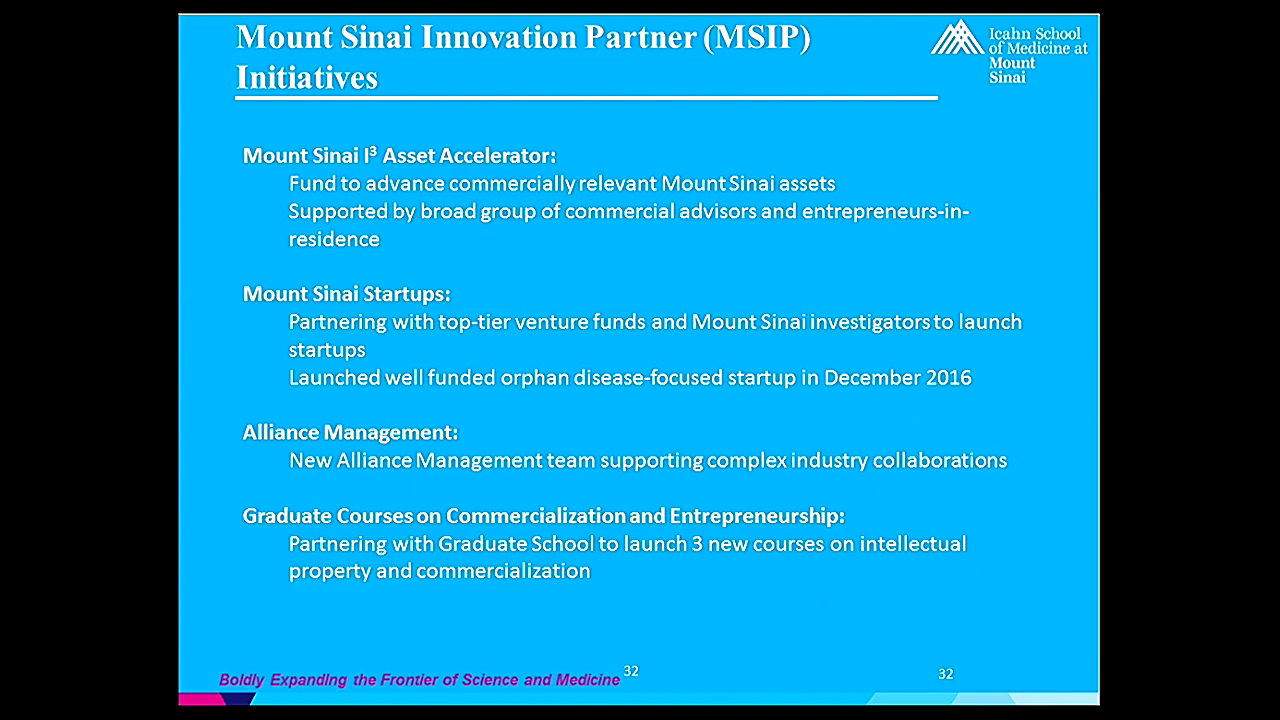 Mount Sinai Innovation Partner (MSIP)
Initiatives
Icahn School
of Medicine at
Mount
Sinai
Mount Sinai I³ Asset Accelerator:
Fund to advance commercially relevant Mount Sinai assets
Supported by broad group of commercial advisors and entrepreneurs-in-
residence
Mount Sinai Startups:
Partnering with top-tier venture funds and Mount Sinai investigators to launch
startups
Launched well funded orphan disease-focused startup in December 2016
Alliance Management:
New Alliance Management team supporting complex industry collaborations
Graduate Courses on Commercialization and Entrepreneurship:
Partnering with Graduate School to launch 3 new courses on intellectual
property and commercialization
Boldly Expanding the Frontier of Science and Medicine
32
32